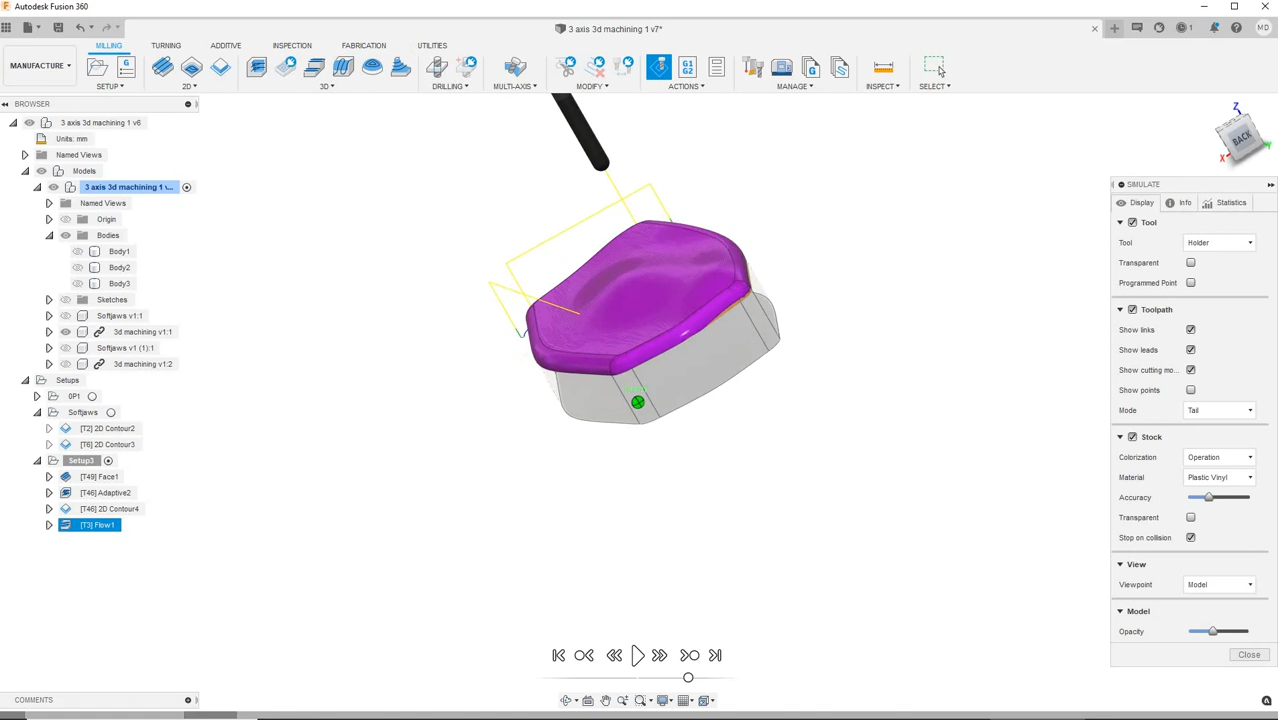 Autodesk Fusion 360
3 axis 3d machining 1 v7*
1
MD
MANUFACTURE
MILLING
TURNING
ADDITIVE
INSPECTION
FABRICATION
UTILITIES
G1
G2
SETUP
2D
3D
DRILLING
MULTI-AXIS
MODIFY
ACTIONS
MANAGE
INSPECT
SELECT
BROWSER
3 axis 3d machining 1 v6
Units: mm
Named Views
Models
3 axis 3d machining 1 ...
Named Views
Origin
Bodies
Body1
Body2
Body3
Sketches
Softjaws v1:1
3d machining v1:1
Softjaws v1 (1):1
3d machining v1:2
Setups
OP1
Softjaws
[T2] 2D Contour2
[T6] 2D Contour3
Setup3
[T49] Face1
[T46] Adaptive2
[T46] 2D Contour4
[T3] Flow1
Z
BACK
X
Y
SIMULATE
Display
Info
Statistics
Tool
Tool Holder
Transparent
Programmed Point
Toolpath
Show links
Show leads
Show cutting mo...
Show points
Mode Tail
Stock
Colorization Operation
Material Plastic Vinyl
Accuracy
Transparent
Stop on collision
View
Viewpoint Model
Model
Opacity
Close
COMMENTS